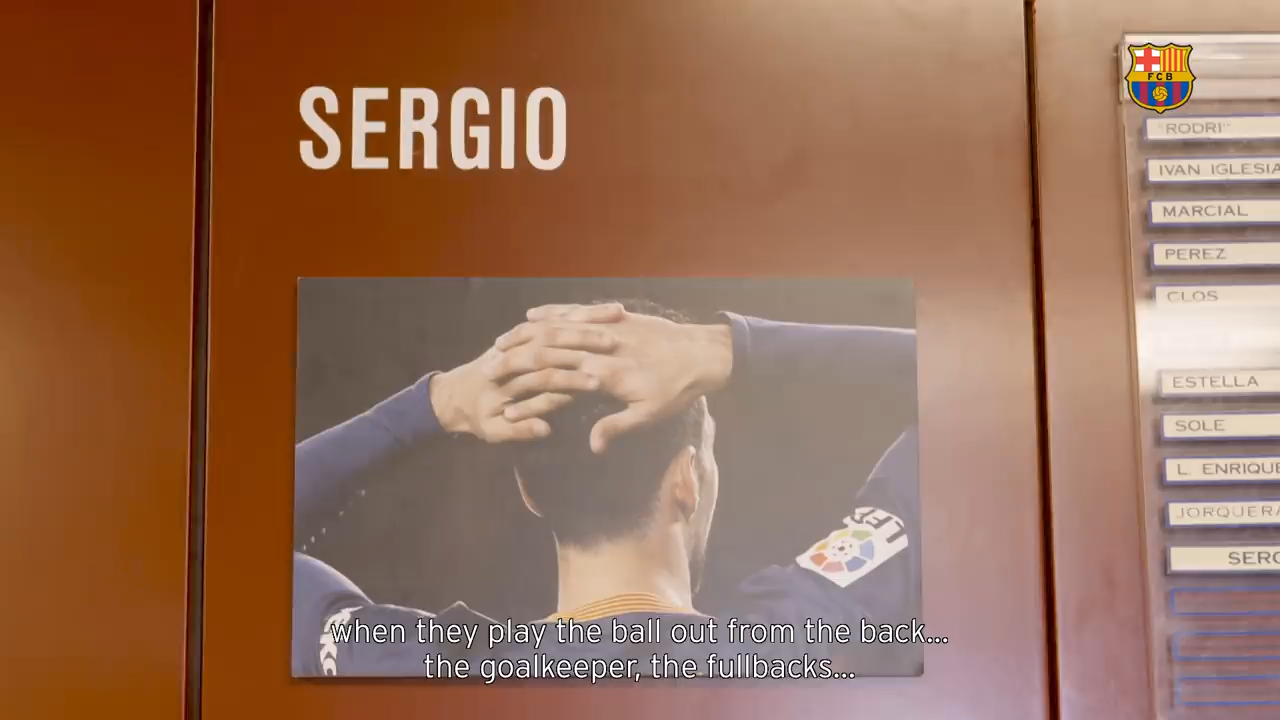 SERGIO
FCB
"RODRI"
IVAN IGLESIA
MARCIAL
PEREZ
CLOS
ESTELLA
SOLE
L. ENRIQUE
JORQUERA
SERG
when they play the ball out from the back...
the goalkeeper, the fullbacks...